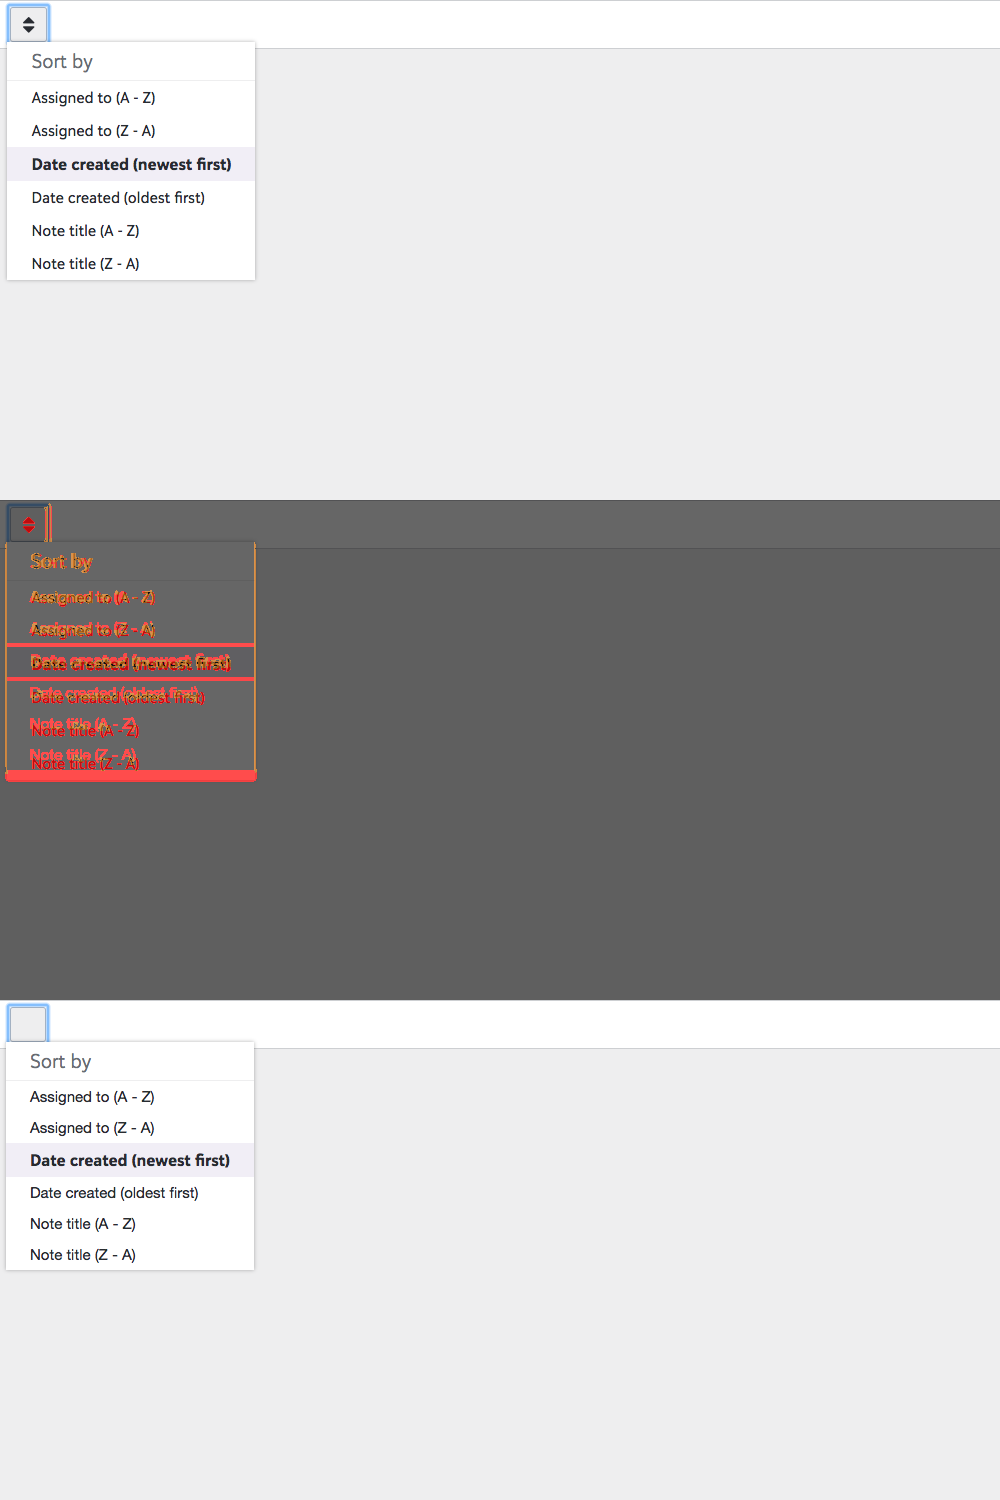 Sort by
Assigned to (A - Z)
Assigned to (Z - A)
Date created (newest first)
Date created (oldest first)
Note title (A - Z)
Note title (Z - A)
Sort by
Assigned to (A - Z)
Assigned to (Z - A)
Date created (newest first)
Date created (oldest first)
Note title (A - Z)
Note title (Z - A)
Sort by
Assigned to (A - Z)
Assigned to (Z - A)
Date created (newest first)
Date created (oldest first)
Note title (A - Z)
Note title (Z - A)